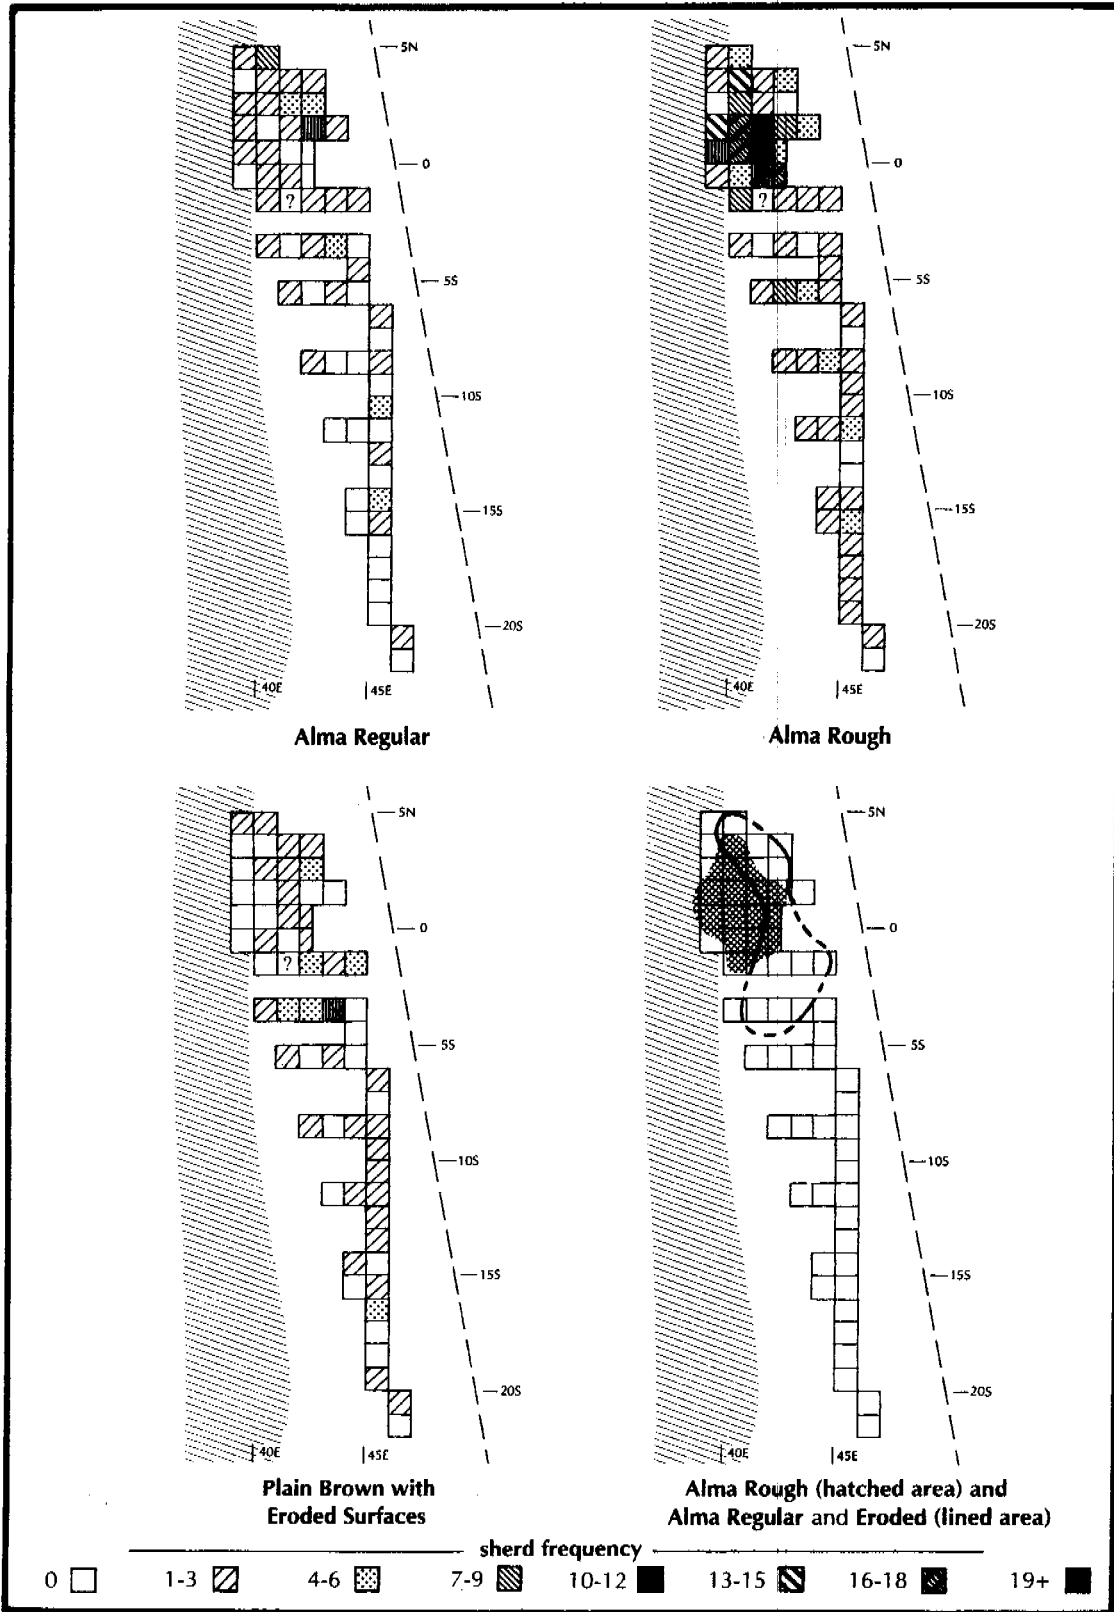 5N
0
?
5S
10S
15S
20S
40E 45E
Alma Regular
5N
0
?
5S
10S
15S
20S
40E 45E
Alma Rough
5N
0
?
5S
10S
15S
20S
40E 45E
Plain Brown with
Eroded Surfaces
5N
0
5S
10S
15S
20S
40E 45E
Alma Rough (hatched area) and
Alma Regular and Eroded (lined area)
sherd frequency
0 1-3 4-6 7-9 10-12 13-15 16-18 19+